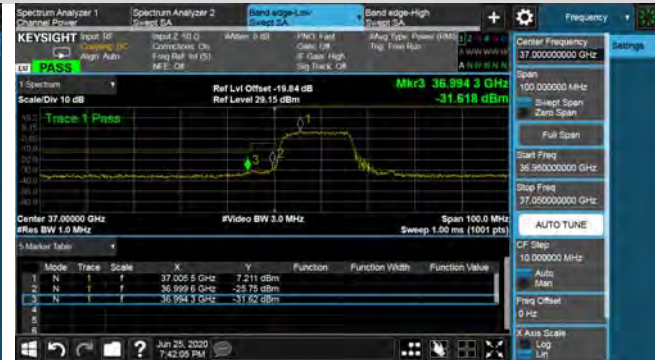 Spectrum Analyzer 1
Channel Power
Spectrum Analyzer 2
Swept SA
Band edge-Low
Swept SA
Band edge-High
Swept SA
Frequency
KEYSIGHT
Input: RF
Coupling: DC
Align: Auto
Input Z: 50 Ω
Corrections: On
Freq Ref: Int (S)
NFE: Off
#Atten: 0 dB
PNO: Fast
Gate: Off
IF Gain: High
Sig Track: Off
#Avg Type: Power (RMS)
Trig: Free Run
PASS
1 Spectrum
Scale/Div 10 dB
Ref Lvl Offset -19.84 dB
Ref Level 29.15 dBm
Mkr3 36.994 3 GHz
-31.618 dBm
Trace 1 Pass
1
2
3
Center 37.00000 GHz
#Res BW 1.0 MHz
#Video BW 3.0 MHz
Span 100.0 MHz
Sweep 1.00 ms (1001 pts)
5 Marker Table
Mode Trace Scale X Y Function Function Width Function Value
1 N 1 f 37.005 5 GHz 7.211 dBm
2 N 1 f 36.999 6 GHz -25.75 dBm
3 N 1 f 36.994 3 GHz -31.62 dBm
4
5
6
Jun 25, 2020
7:42:05 PM
Center Frequency
37.000000000 GHz
Settings
Span
100.000000 MHz
Swept Span
Zero Span
Full Span
Start Freq
36.950000000 GHz
Stop Freq
37.050000000 GHz
AUTO TUNE
CF Step
10.000000 MHz
Auto
Man
Freq Offset
0 Hz
X Axis Scale
Log
Lin